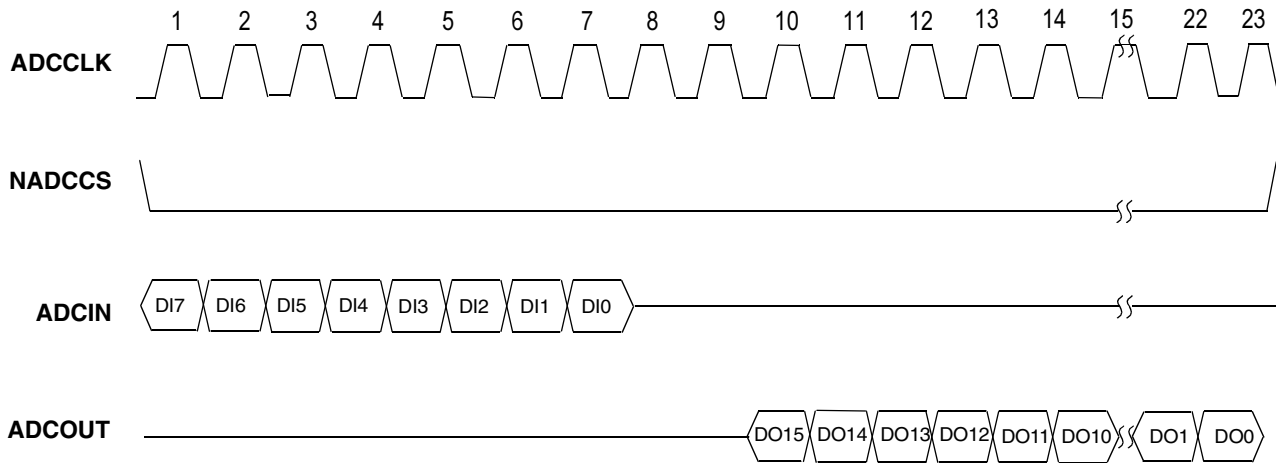 1 2 3 4 5 6 7 8 9 10 11 12 13 14 15 22 23
ADCCLK
NADCCS
ADCIN DI7 DI6 DI5 DI4 DI3 DI2 DI1 DI0
ADCOUT DO15 DO14 DO13 DO12 DO11 DO10 DO1 DO0